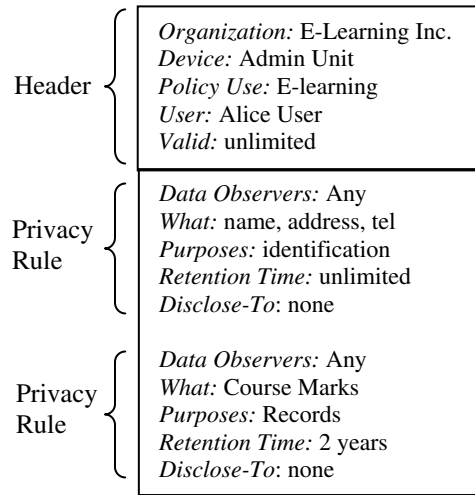 Header
Organization: E-Learning Inc.
Device: Admin Unit
Policy Use: E-learning
User: Alice User
Valid: unlimited
Privacy
Rule
Data Observers: Any
What: name, address, tel
Purposes: identification
Retention Time: unlimited
Disclose-To: none
Privacy
Rule
Data Observers: Any
What: Course Marks
Purposes: Records
Retention Time: 2 years
Disclose-To: none